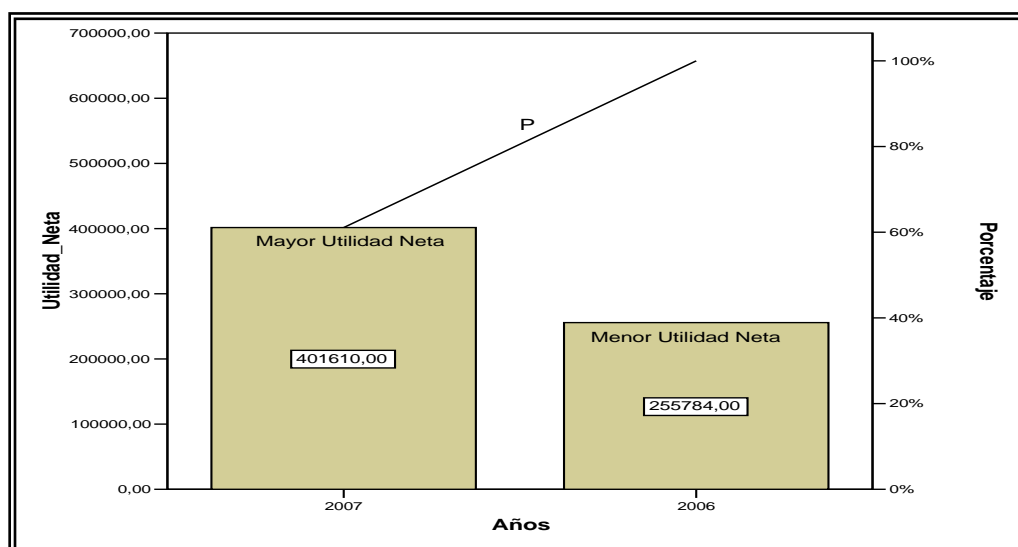 700000,00
600000,00
500000,00
400000,00
300000,00
200000,00
100000,00
0,00
Utilidad_Neta
P
Mayor Utilidad Neta
401610,00
Menor Utilidad Neta
255784,00
100%
80%
60%
40%
20%
0%
Porcentaje
2007 2006
Años